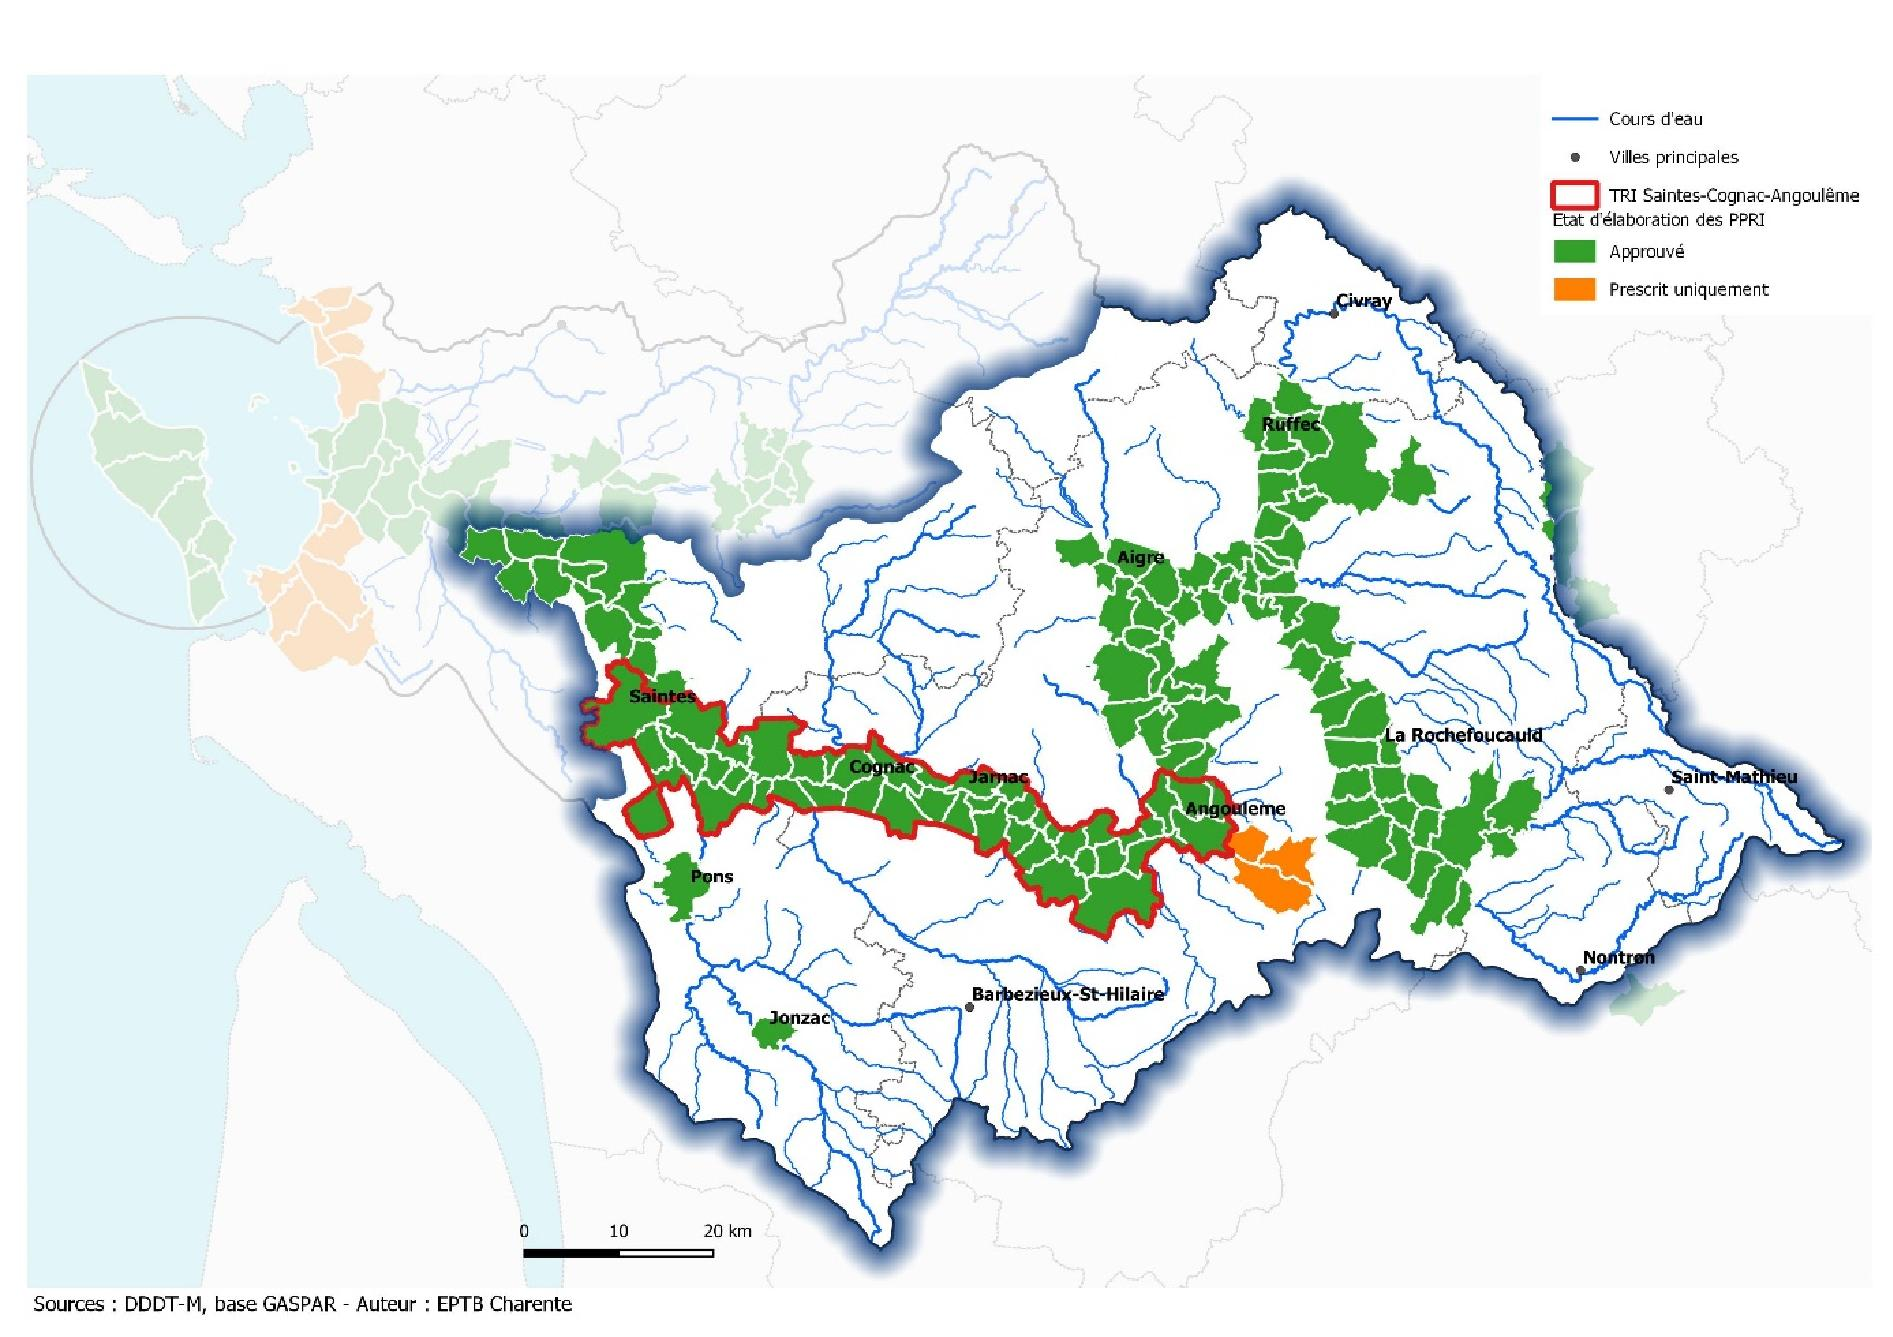 Cours d'eau
Villes principales
TRI Saintes-Cognac-Angoulême
Etat d'élaboration des PPRI
Approuvé
Prescrit uniquement
Civray
Ruffec
Aigre
Saintes
La Rochefoucauld
Cognac
Jarnac
Saint-Mathieu
Angouleme
Pons
Nontron
Barbezieux-St-Hilaire
Jonzac
0 10 20 km
Sources : DDDT-M, base GASPAR - Auteur : EPTB Charente